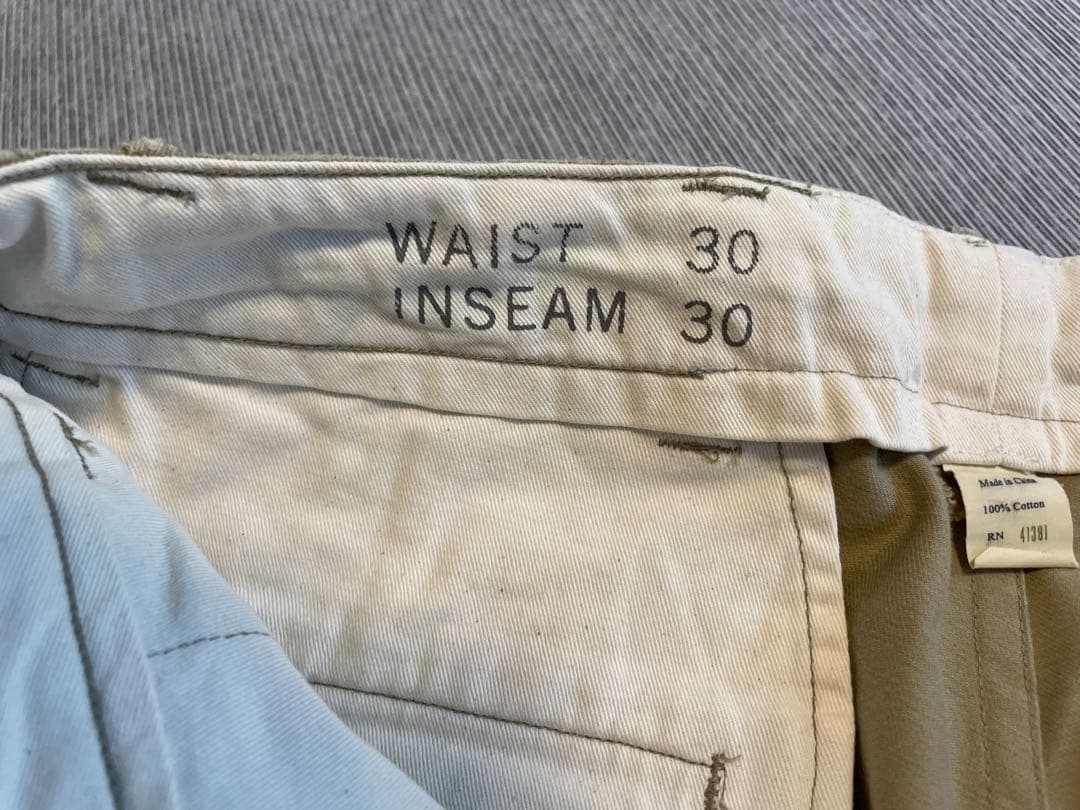 WAIST 30
INSEAM 30
Made in China
100% Cotton
RN 41381